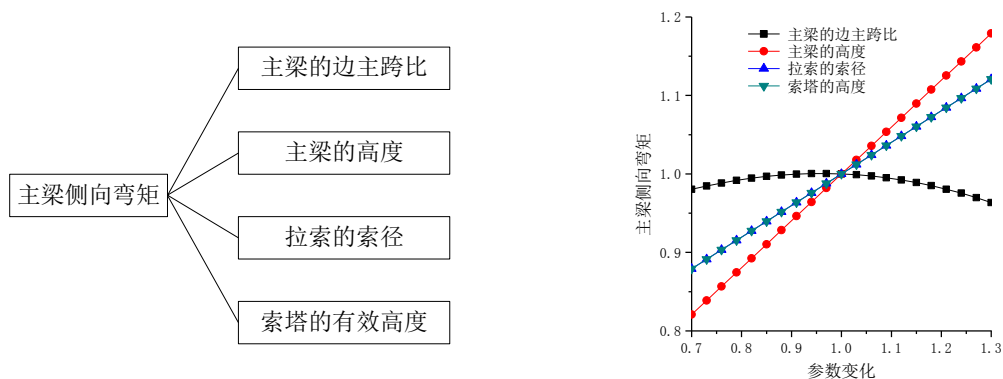 主梁侧向弯矩
主梁的边主跨比
主梁的高度
拉索的索径
索塔的有效高度
主梁侧向弯矩
1.2
1.1
1.0
0.9
0.8
主梁的边主跨比
主梁的高度
拉索的索径
索塔的高度
0.7 0.8 0.9 1.0 1.1 1.2 1.3
参数变化